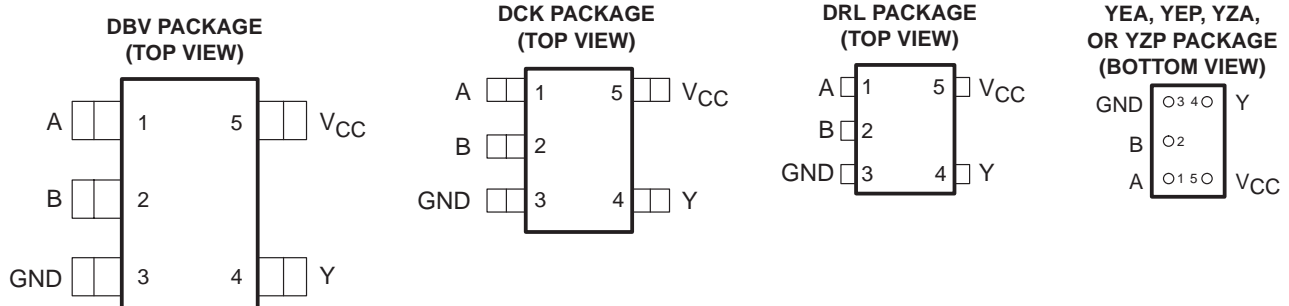 DBV PACKAGE
(TOP VIEW)
A 1 5 VCC
B 2
GND 3 4 Y
DCK PACKAGE
(TOP VIEW)
A 1 5 VCC
B 2
GND 3 4 Y
DRL PACKAGE
(TOP VIEW)
A 1 5 VCC
B 2
GND 3 4 Y
YEA, YEP, YZA,
OR YZP PACKAGE
(BOTTOM VIEW)
GND 3 4 Y
B 2
A 1 5 VCC